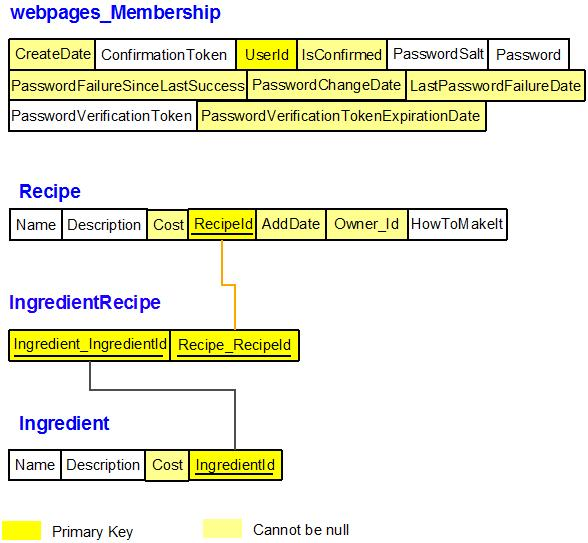 webpages_Membership
CreateDate ConfirmationToken UserId IsConfirmed PasswordSalt Password
PasswordFailureSinceLastSuccess PasswordChangeDate LastPasswordFailureDate
PasswordVerificationToken PasswordVerificationTokenExpirationDate
Recipe
Name Description Cost RecipeId AddDate Owner_Id HowToMakeIt
IngredientRecipe
Ingredient_IngredientId Recipe_RecipeId
Ingredient
Name Description Cost IngredientId
Primary Key Cannot be null